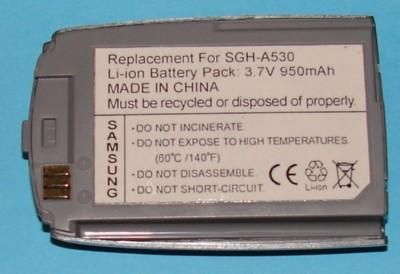 Replacement For SGH-A530
Li-ion Battery Pack: 3.7V 950mAh
MADE IN CHINA
Must be recycled or disposed of properly.
SAMSUNG
•DO NOT INCINERATE.
•DO NOT EXPOSE TO HIGH TEMPERATURE.
(60°C /140°F)
•DO NOT DISASSEMBLE.
•DO NOT SHORT-CIRCUIT.
CE
Li-ion